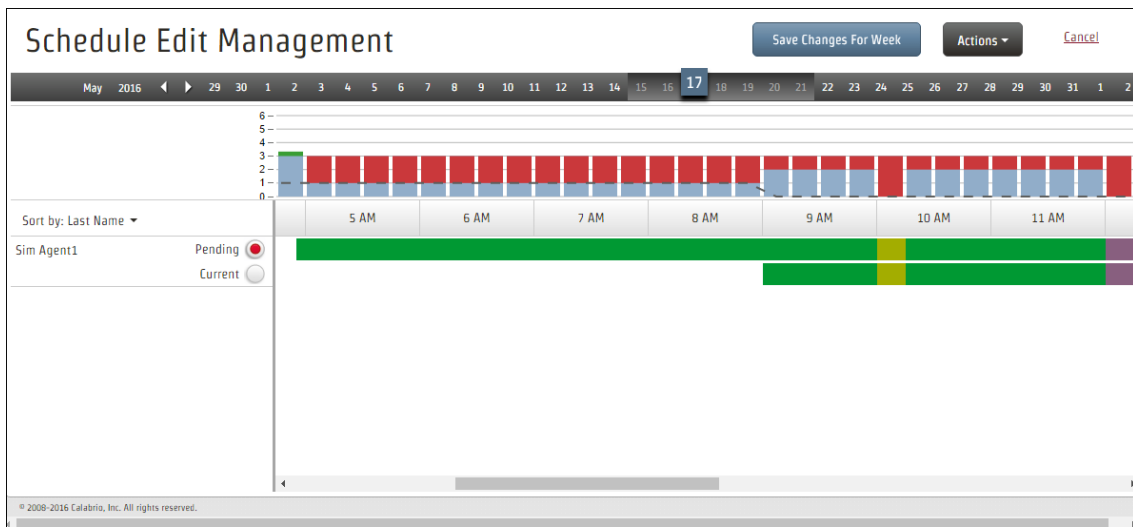 Schedule Edit Management
Save Changes For Week
Actions
Cancel
May 2016 29 30 1 2 3 4 5 6 7 8 9 10 11 12 13 14 15 16 17 18 19 20 21 22 23 24 25 26 27 28 29 30 31 1 2
6
5
4
3
2
1
0
Sort by: Last Name
5 AM 6 AM 7 AM 8 AM 9 AM 10 AM 11 AM
Sim Agent1 Pending
Current
© 2008-2016 Calabrio, Inc. All rights reserved.